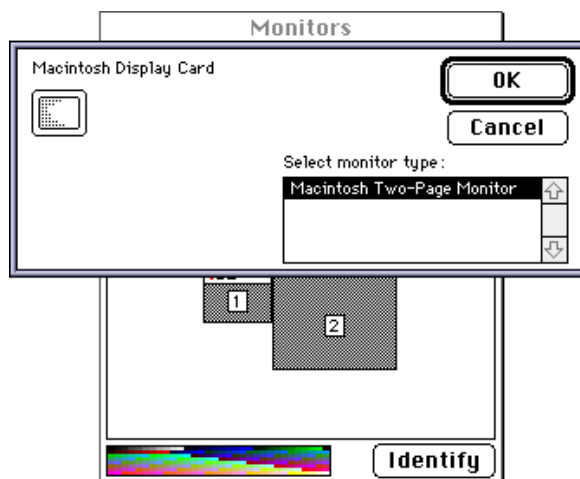 Monitors
Macintosh Display Card
OK
Cancel
Select monitor type:
Macintosh Two-Page Monitor
1
2
Identify